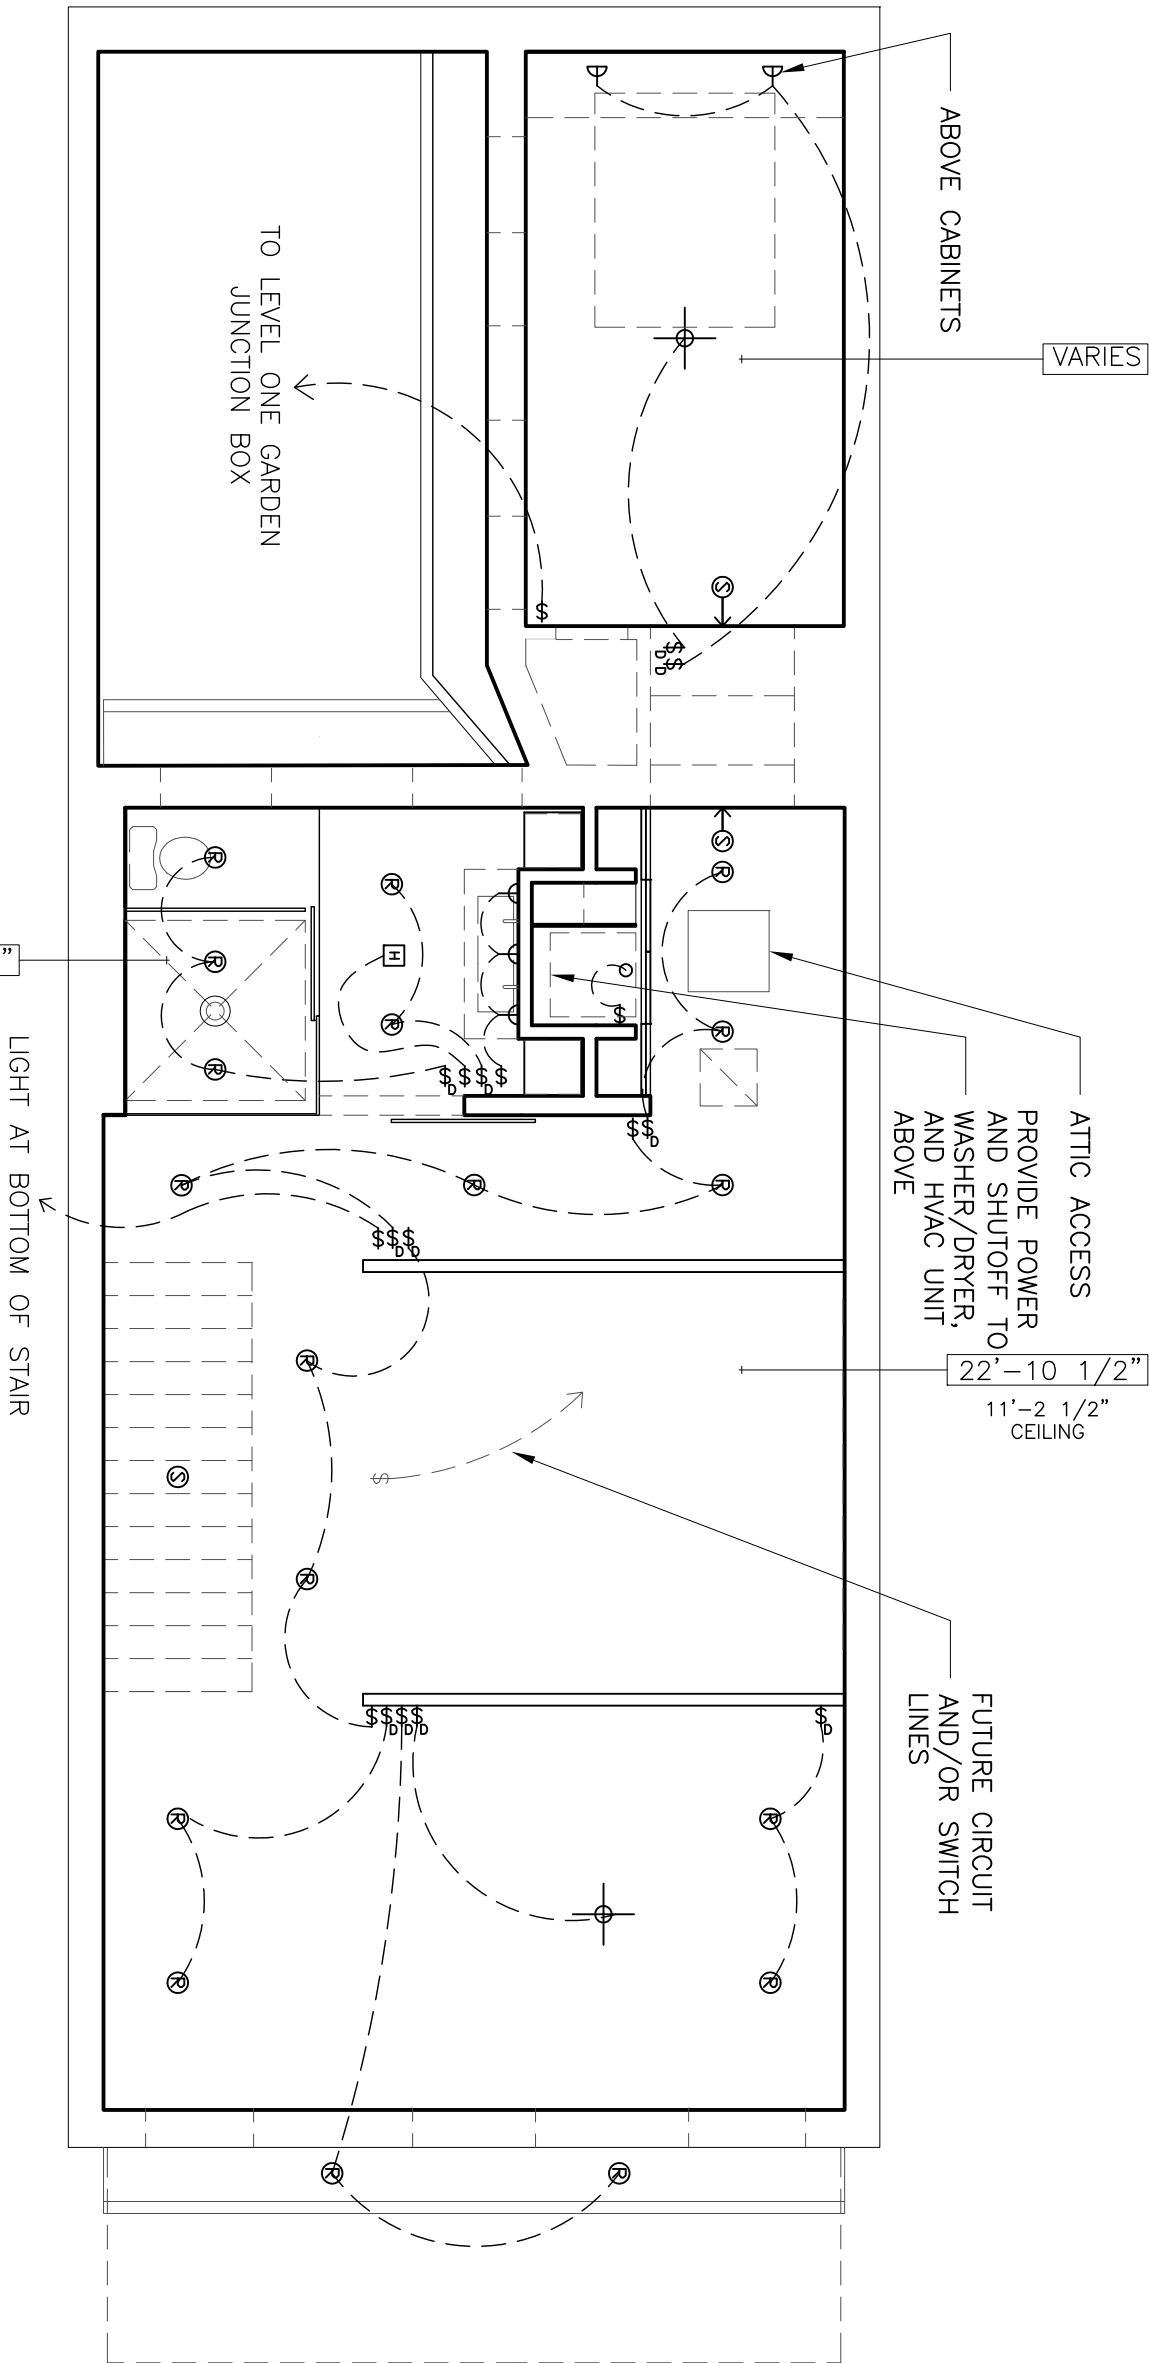 ABOVE CABINETS
VARIES
TO LEVEL ONE GARDEN
JUNCTION BOX
ATTIC ACCESS
PROVIDE POWER
AND SHUTOFF TO
WASHER/DRYER,
AND HVAC UNIT
ABOVE
22'-10 1/2"
11'-2 1/2"
CEILING
FUTURE CIRCUIT
AND/OR SWITCH
LINES
LIGHT AT BOTTOM OF STAIR
"
S
$
$ $
D D
S R
R
R
R
H
R
R
R
R
$
$ $ $ $
D D
$ $
D
R
R
R
$ $ $
D D
R
S
R
$
$ $ $ $
D D D
$
D
R
R
R
R
R
R